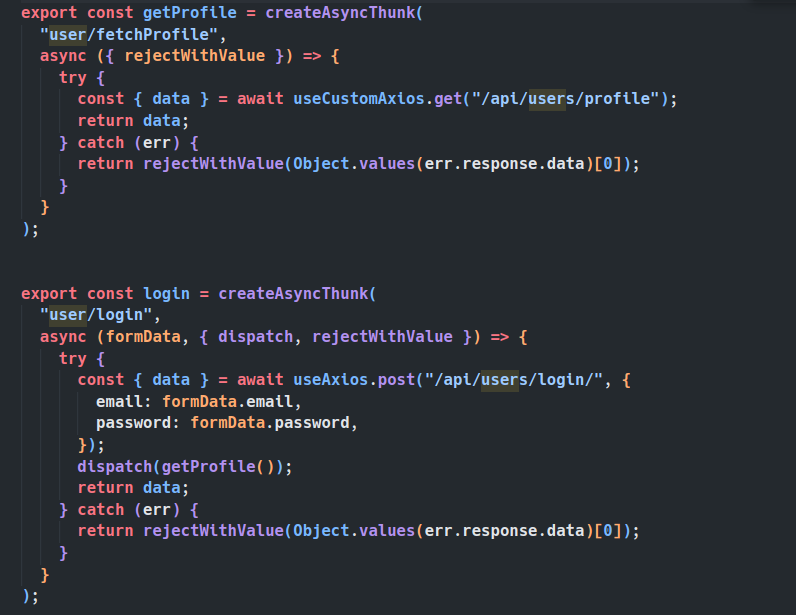 export const getProfile = createAsyncThunk(
"user/fetchProfile",
async ({ rejectWithValue }) => {
try {
const { data } = await useCustomAxios.get("/api/users/profile");
return data;
} catch (err) {
return rejectWithValue(Object.values(err.response.data)[0]);
}
}
);
export const login = createAsyncThunk(
"user/login",
async (formData, { dispatch, rejectWithValue }) => {
try {
const { data } = await useAxios.post("/api/users/login/", {
email: formData.email,
password: formData.password,
});
dispatch(getProfile());
return data;
} catch (err) {
return rejectWithValue(Object.values(err.response.data)[0]);
}
}
);